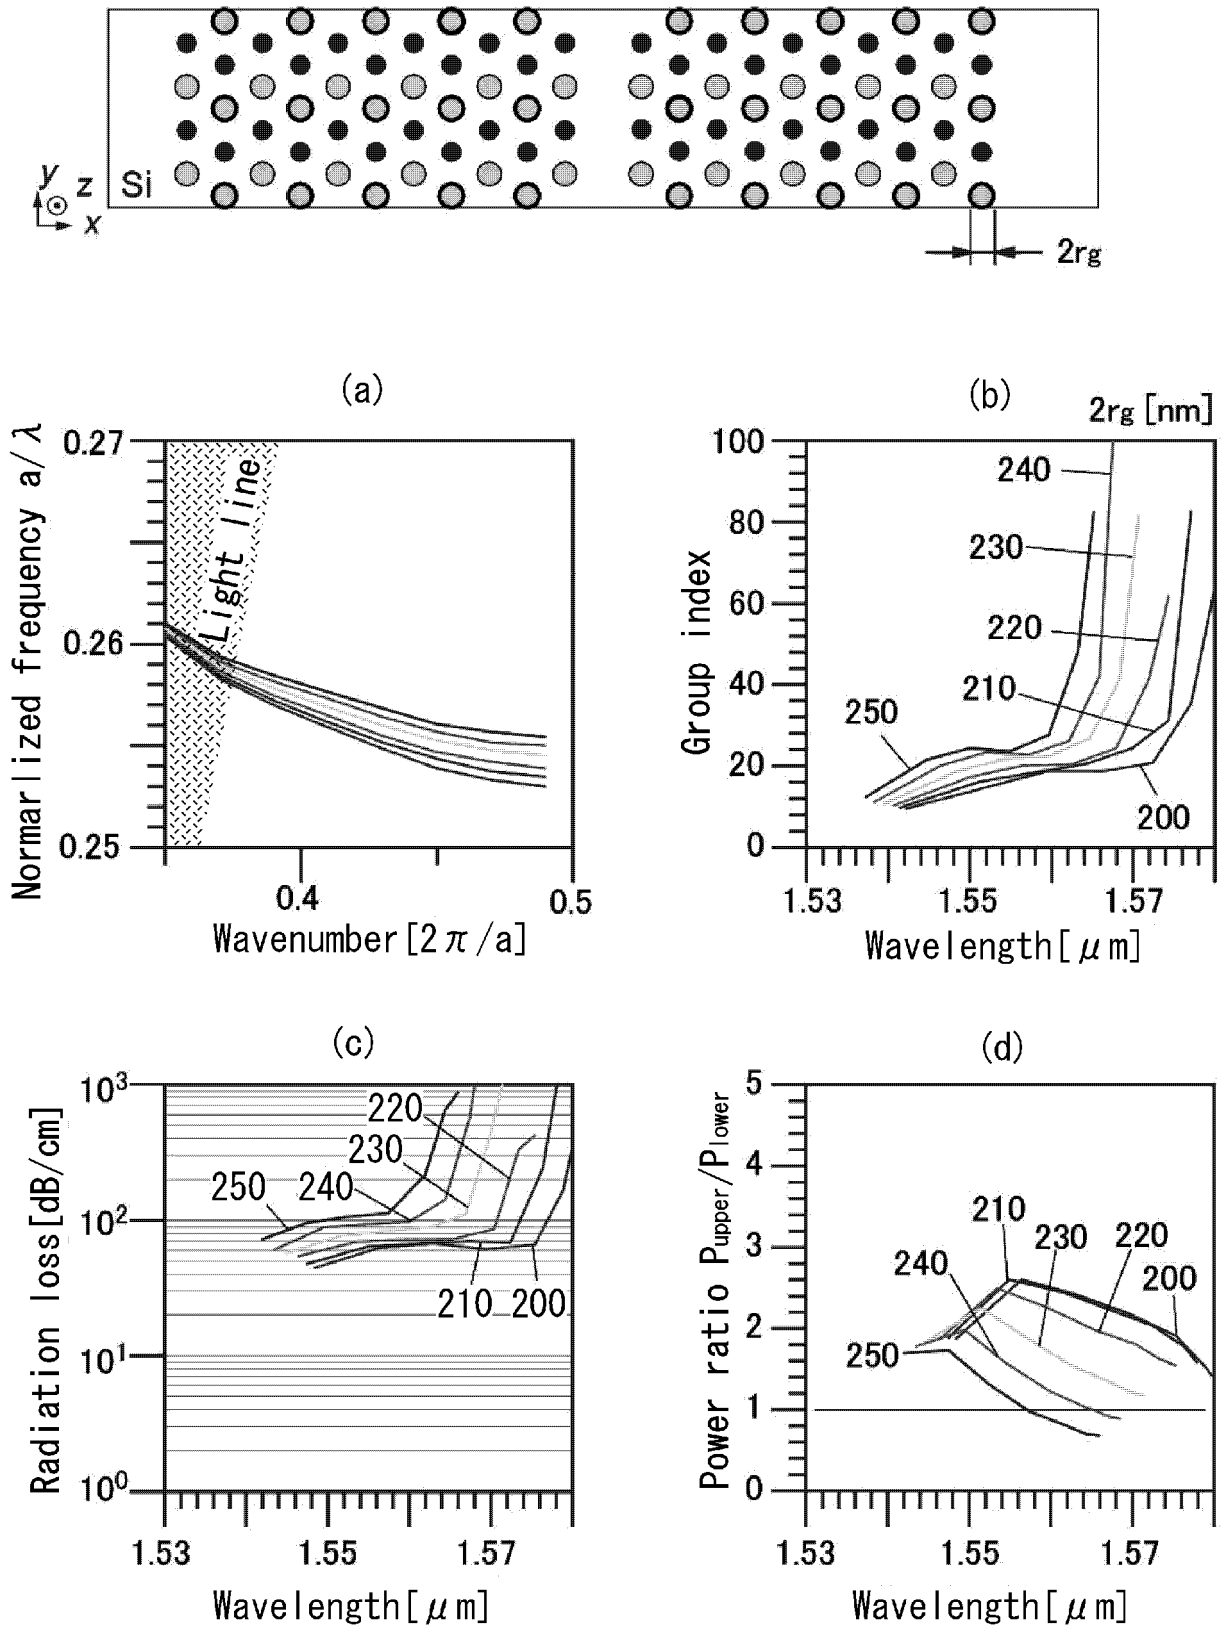 y z Si
x
2rg
(a)
Normarlized frequency a/λ
0.27
0.26
0.25
Light line
0.4 0.5
Wavenumber[2π/a]
(b)
2rg [nm]
Group index
100
80
60
40
20
0
240
230
220
210
250
200
1.53 1.55 1.57
Wavelength[μm]
(c)
Radiation loss[dB/cm]
10³
10²
10¹
10⁰
220
230
250 240
210 200
1.53 1.55 1.57
Wavelength[μm]
(d)
Power ratio Pupper/Plower
5
4
3
2
1
0
210
230 220
240 200
250
1.53 1.55 1.57
Wavelength[μm]